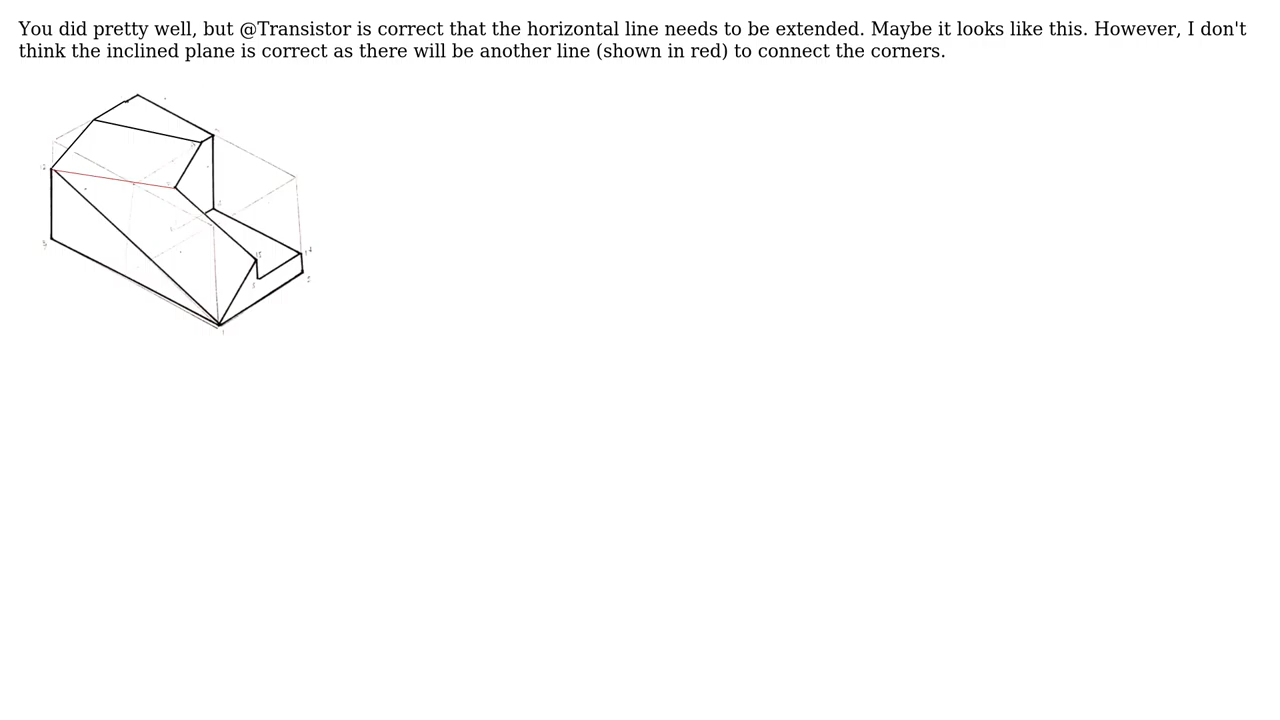 You did pretty well, but @Transistor is correct that the horizontal line needs to be extended. Maybe it looks like this. However, I don't
think the inclined plane is correct as there will be another line (shown in red) to connect the corners.